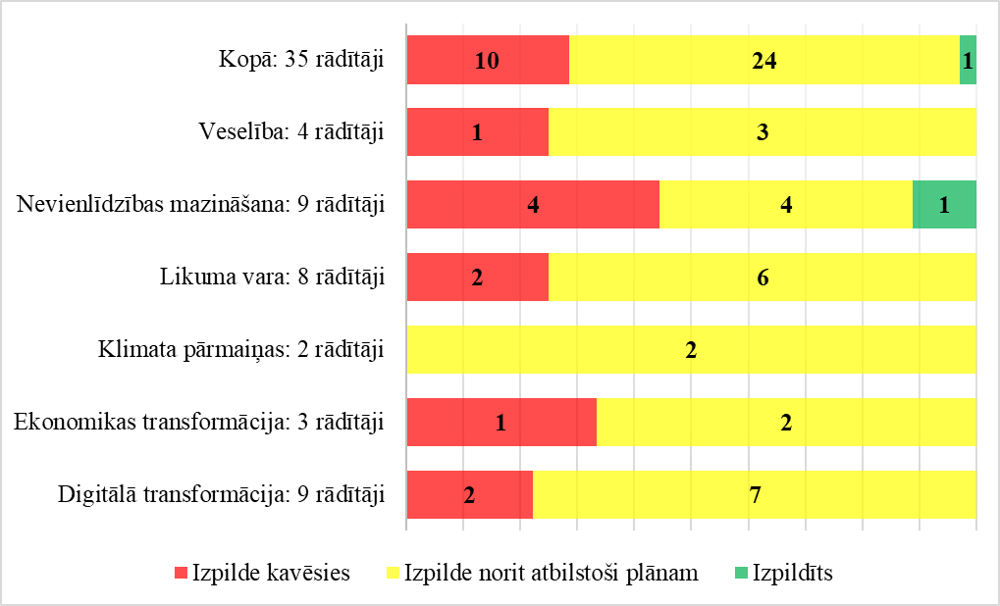 Kopā: 35 rādītāji
10 24 1
Veselība: 4 rādītāji
1 3
Nevienlīdzības mazināšana: 9 rādītāji
4 4 1
Likuma vara: 8 rādītāji
2 6
Klimata pārmaiņas: 2 rādītāji
2
Ekonomikas transformācija: 3 rādītāji
1 2
Digitālā transformācija: 9 rādītāji
2 7
Izpilde kavēsies Izpilde norit atbilstoši plānam Izpildīts